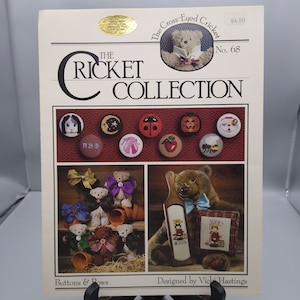 The Cross-Eyed Cricket
No. 68
THE
CRICKET
COLLECTION
Buttons & Bows
Designed by Vicki Hastings